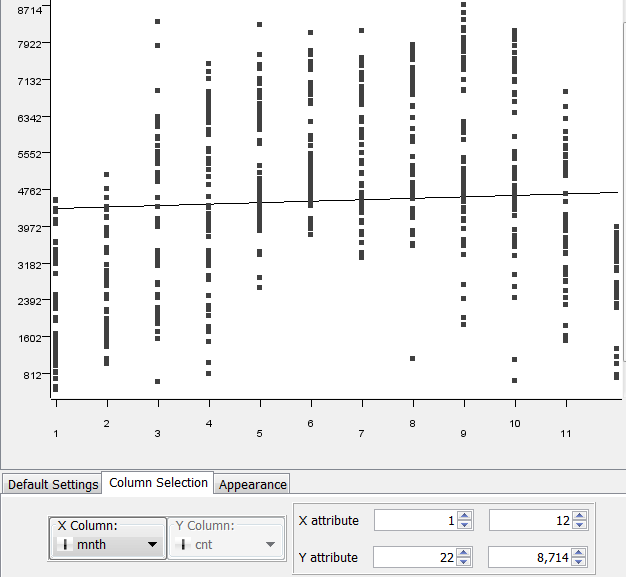 8714
7922
7132
6342
5552
4762
3972
3182
2392
1602
812
1 2 3 4 5 6 7 8 9 10 11
Default Settings Column Selection Appearance
X Column: Y Column:
mnth cnt
X attribute 1 12
Y attribute 22 8,714